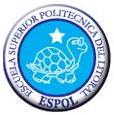 ESCUELA SUPERIOR POLITECNICA DEL LITORAL
ESPOL